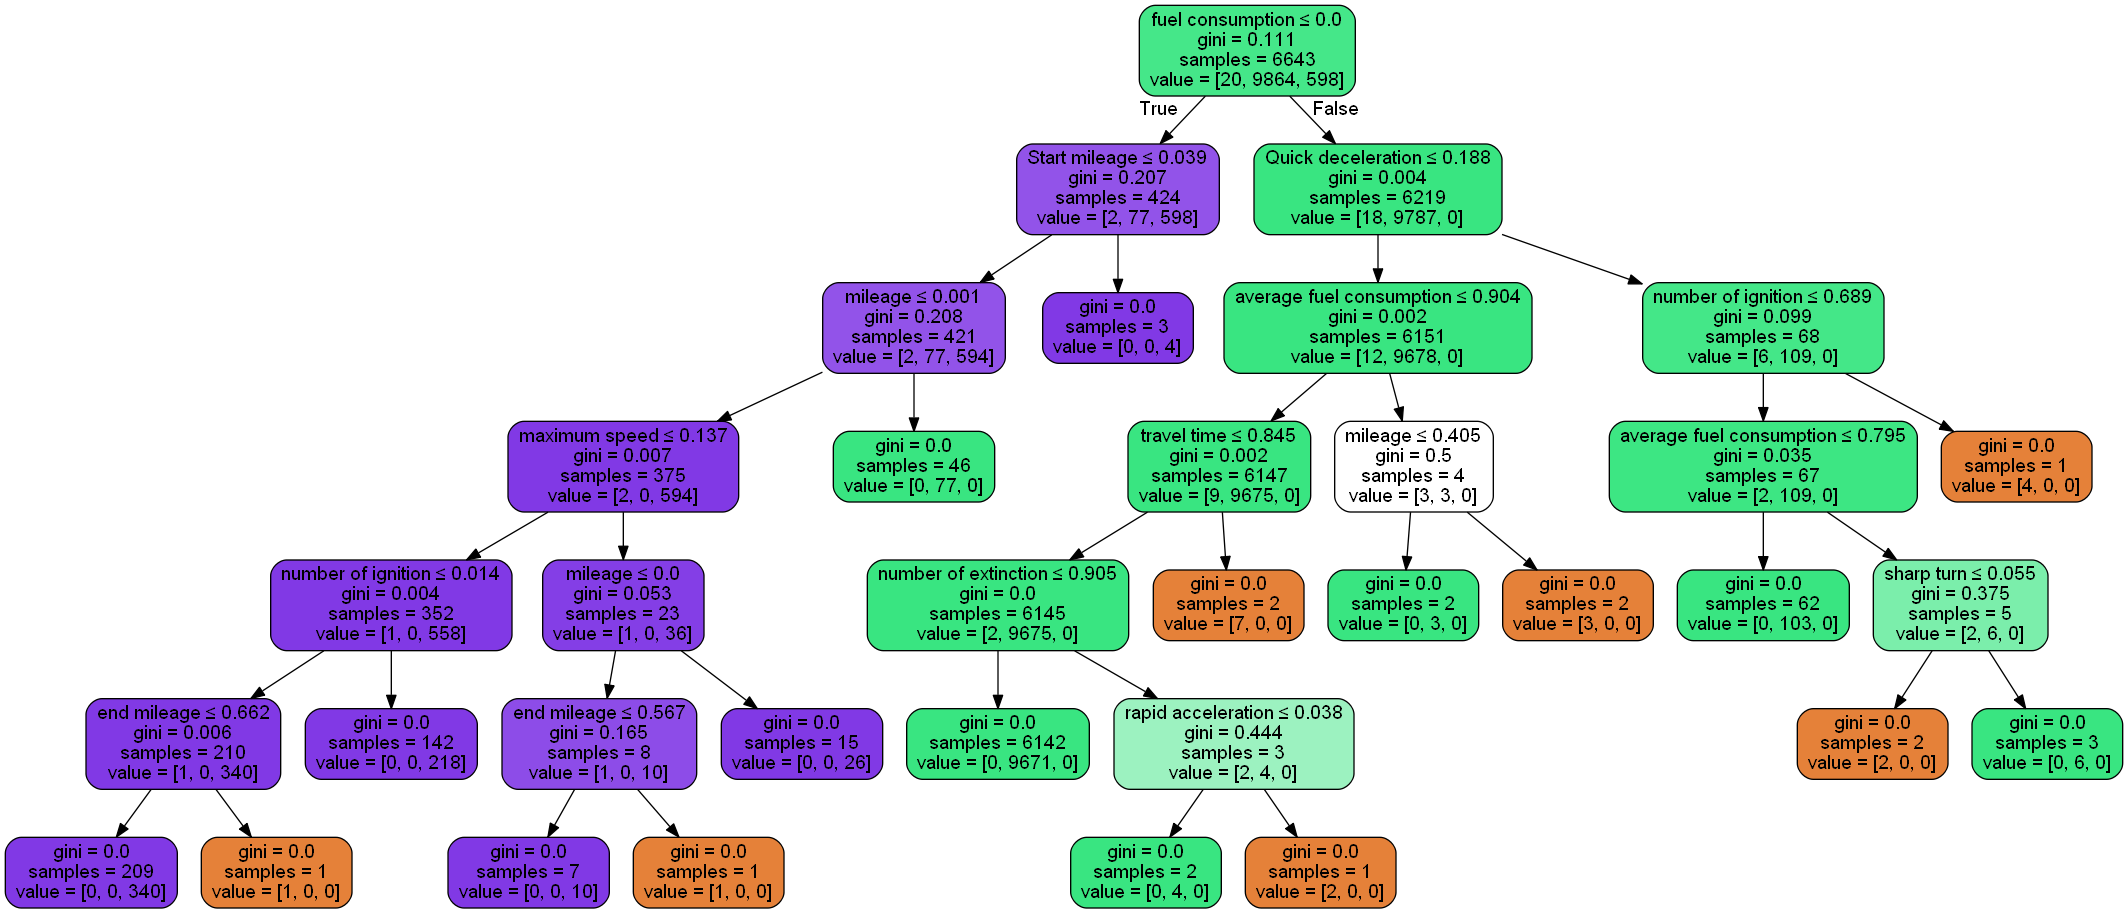 fuel consumption ≤ 0.0
gini = 0.111
samples = 6643
value = [20, 9864, 598]
True
False
Start mileage ≤ 0.039
gini = 0.207
samples = 424
value = [2, 77, 598]
Quick deceleration ≤ 0.188
gini = 0.004
samples = 6219
value = [18, 9787, 0]
mileage ≤ 0.001
gini = 0.208
samples = 421
value = [2, 77, 594]
gini = 0.0
samples = 3
value = [0, 0, 4]
average fuel consumption ≤ 0.904
gini = 0.002
samples = 6151
value = [12, 9678, 0]
number of ignition ≤ 0.689
gini = 0.099
samples = 68
value = [6, 109, 0]
maximum speed ≤ 0.137
gini = 0.007
samples = 375
value = [2, 0, 594]
gini = 0.0
samples = 46
value = [0, 77, 0]
travel time ≤ 0.845
gini = 0.002
samples = 6147
value = [9, 9675, 0]
mileage ≤ 0.405
gini = 0.5
samples = 4
value = [3, 3, 0]
average fuel consumption ≤ 0.795
gini = 0.035
samples = 67
value = [2, 109, 0]
gini = 0.0
samples = 1
value = [4, 0, 0]
number of ignition ≤ 0.014
gini = 0.004
samples = 352
value = [1, 0, 558]
mileage ≤ 0.0
gini = 0.053
samples = 23
value = [1, 0, 36]
number of extinction ≤ 0.905
gini = 0.0
samples = 6145
value = [2, 9675, 0]
gini = 0.0
samples = 2
value = [7, 0, 0]
gini = 0.0
samples = 2
value = [0, 3, 0]
gini = 0.0
samples = 2
value = [3, 0, 0]
gini = 0.0
samples = 62
value = [0, 103, 0]
sharp turn ≤ 0.055
gini = 0.375
samples = 5
value = [2, 6, 0]
end mileage ≤ 0.662
gini = 0.006
samples = 210
value = [1, 0, 340]
gini = 0.0
samples = 142
value = [0, 0, 218]
end mileage ≤ 0.567
gini = 0.165
samples = 8
value = [1, 0, 10]
gini = 0.0
samples = 15
value = [0, 0, 26]
gini = 0.0
samples = 6142
value = [0, 9671, 0]
rapid acceleration ≤ 0.038
gini = 0.444
samples = 3
value = [2, 4, 0]
gini = 0.0
samples = 2
value = [2, 0, 0]
gini = 0.0
samples = 3
value = [0, 6, 0]
gini = 0.0
samples = 209
value = [0, 0, 340]
gini = 0.0
samples = 1
value = [1, 0, 0]
gini = 0.0
samples = 7
value = [0, 0, 10]
gini = 0.0
samples = 1
value = [1, 0, 0]
gini = 0.0
samples = 2
value = [0, 4, 0]
gini = 0.0
samples = 1
value = [2, 0, 0]